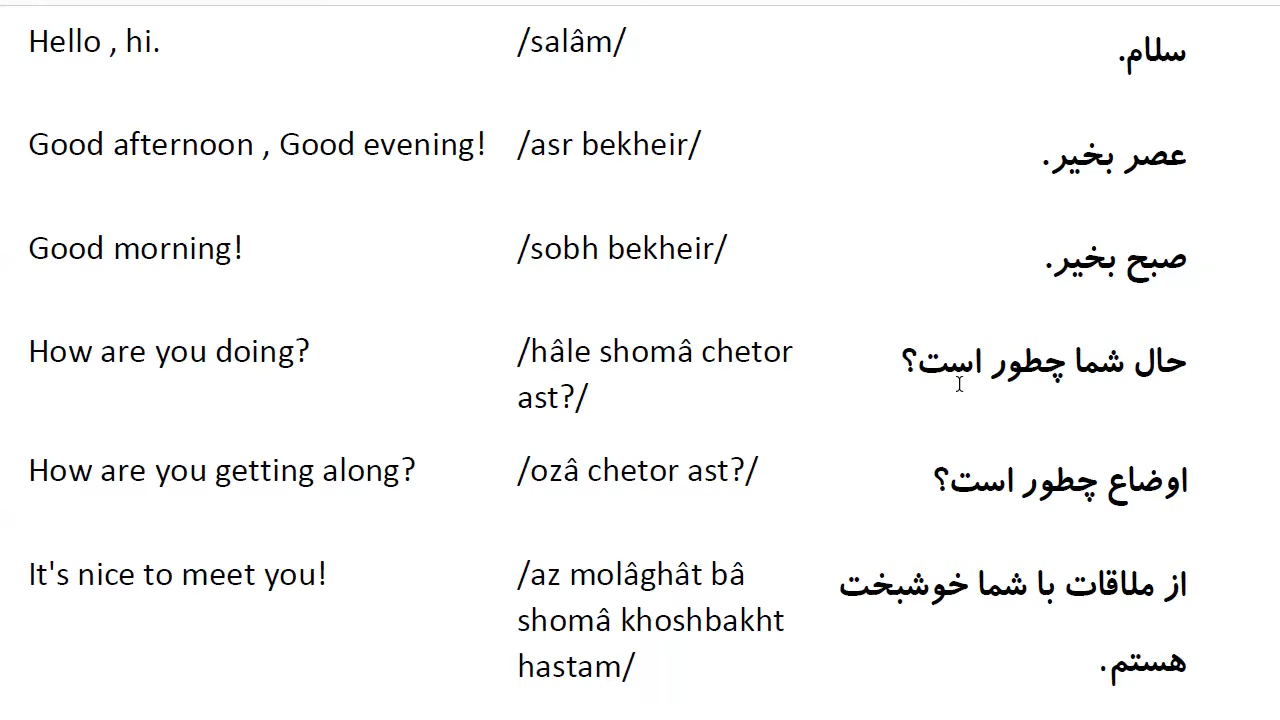 Hello , hi. /salâm/ سلام.
Good afternoon , Good evening! /asr bekheir/ عصر بخیر.
Good morning! /sobh bekheir/ صبح بخیر.
How are you doing? /hâle shomâ chetor حال شما چطور است؟
ast?/
How are you getting along? /ozâ chetor ast?/ اوضاع چطور است؟
It's nice to meet you! /az molâghât bâ از ملاقات با شما خوشبخت
shomâ khoshbakht
hastam/ هستم.